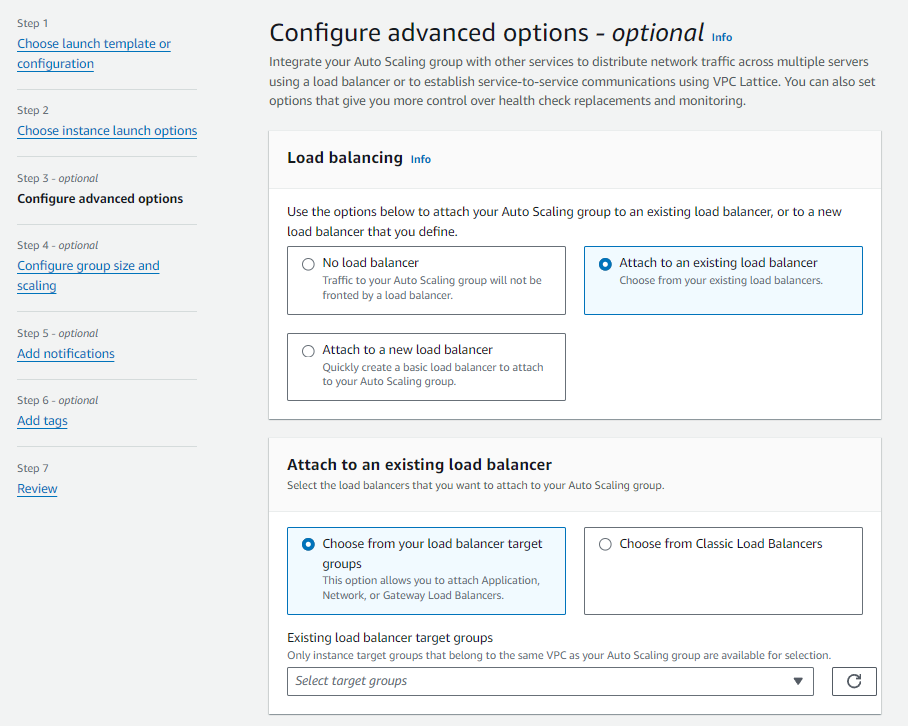 Step 1
Choose launch template or
configuration
Step 2
Choose instance launch options
Step 3 - optional
Configure advanced options
Step 4 - optional
Configure group size and
scaling
Step 5 - optional
Add notifications
Step 6 - optional
Add tags
Step 7
Review
Configure advanced options - optional Info
Integrate your Auto Scaling group with other services to distribute network traffic across multiple servers
using a load balancer or to establish service-to-service communications using VPC Lattice. You can also set
options that give you more control over health check replacements and monitoring.
Load balancing Info
Use the options below to attach your Auto Scaling group to an existing load balancer, or to a new
load balancer that you define.
No load balancer
Traffic to your Auto Scaling group will not be
fronted by a load balancer.
Attach to an existing load balancer
Choose from your existing load balancers.
Attach to a new load balancer
Quickly create a basic load balancer to attach
to your Auto Scaling group.
Attach to an existing load balancer
Select the load balancers that you want to attach to your Auto Scaling group.
Choose from your load balancer target
groups
This option allows you to attach Application,
Network, or Gateway Load Balancers.
Choose from Classic Load Balancers
Existing load balancer target groups
Only instance target groups that belong to the same VPC as your Auto Scaling group are available for selection.
Select target groups